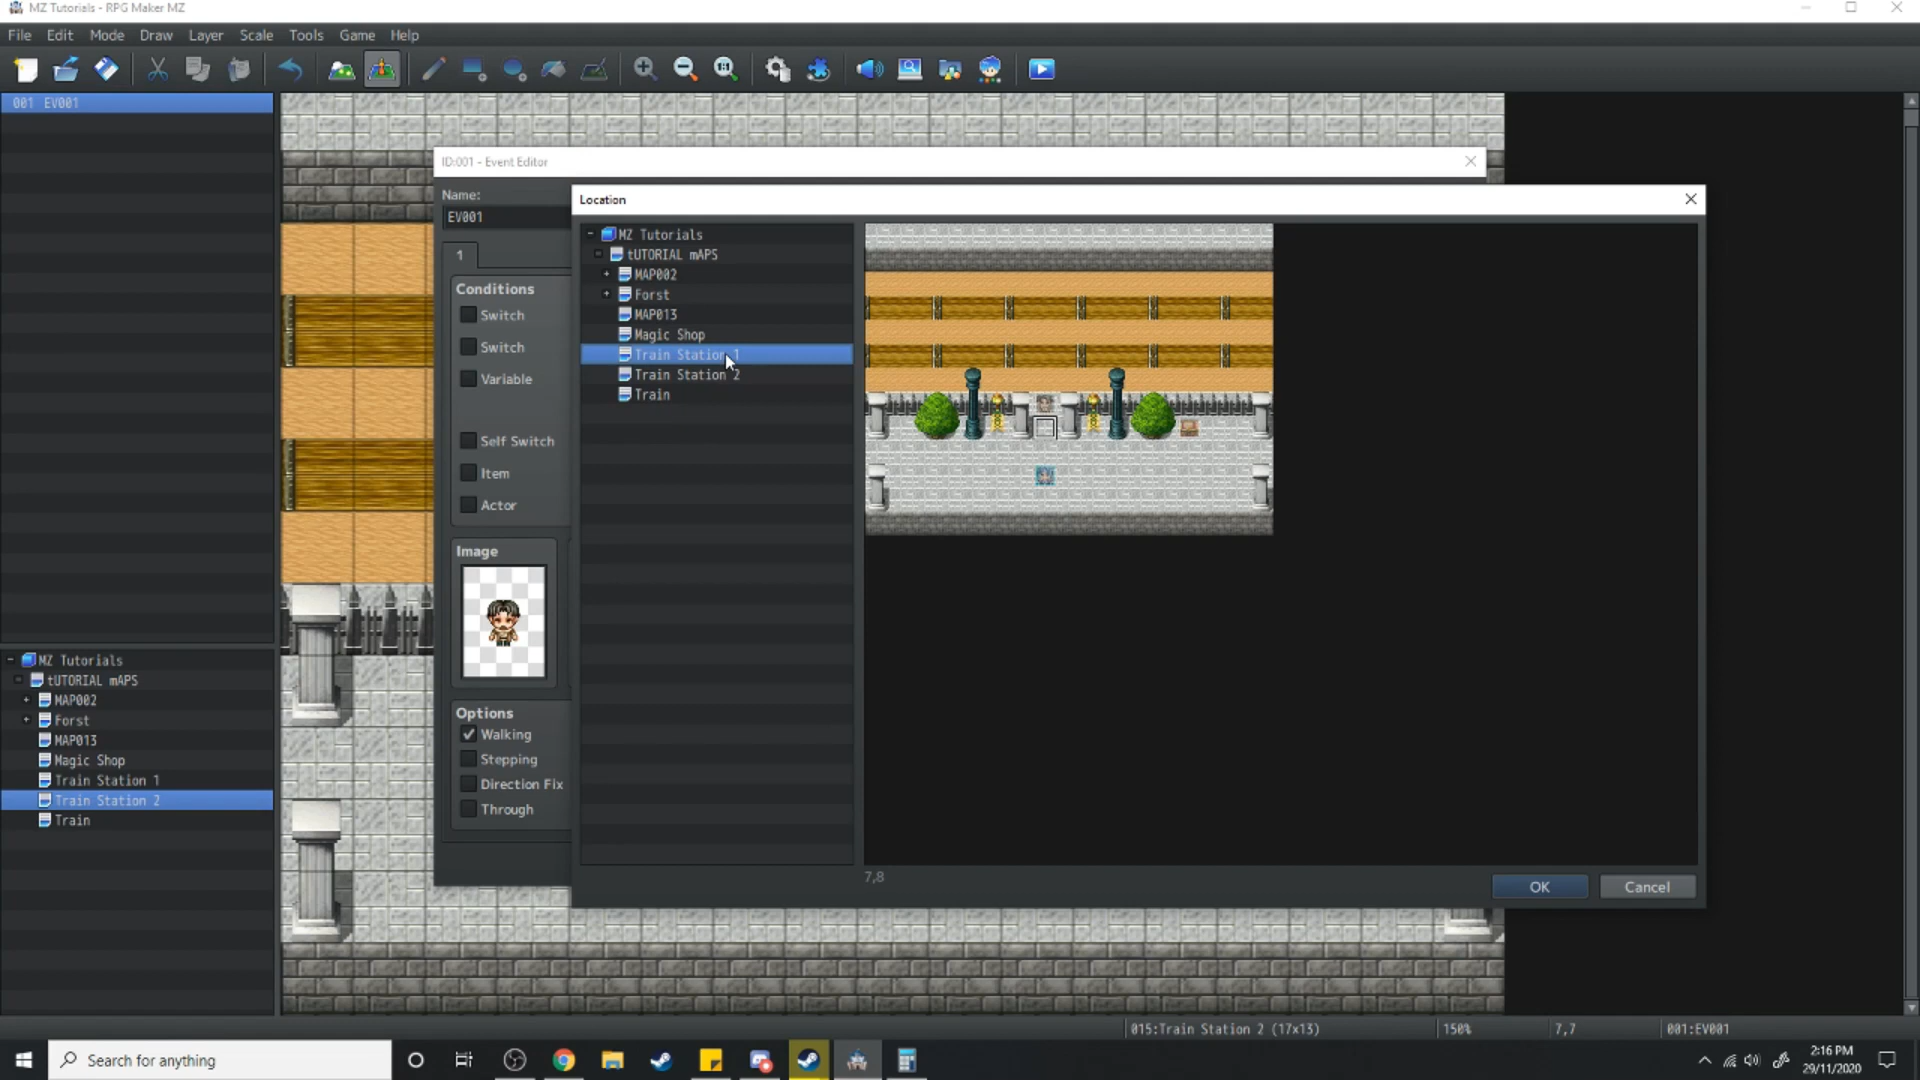 MZ Tutorials - RPG Maker MZ
File Edit Mode Draw Layer Scale Tools Game Help
001 EV001
ID:001 - Event Editor
Name:
EV001
1
Conditions
Switch
Switch
Variable
Self Switch
Item
Actor
Image
Options
Walking
Stepping
Direction Fix
Through
Location
MZ Tutorials
tUTORIAL mAPS
MAP002
Forst
MAP013
Magic Shop
Train Station 1
Train Station 2
Train
7,8
OK
Cancel
MZ Tutorials
tUTORIAL mAPS
MAP002
Forst
MAP013
Magic Shop
Train Station 1
Train Station 2
Train
015:Train Station 2 (17x13) 150% 7,7 001:EV001
Search for anything
2:16 PM
29/11/2020